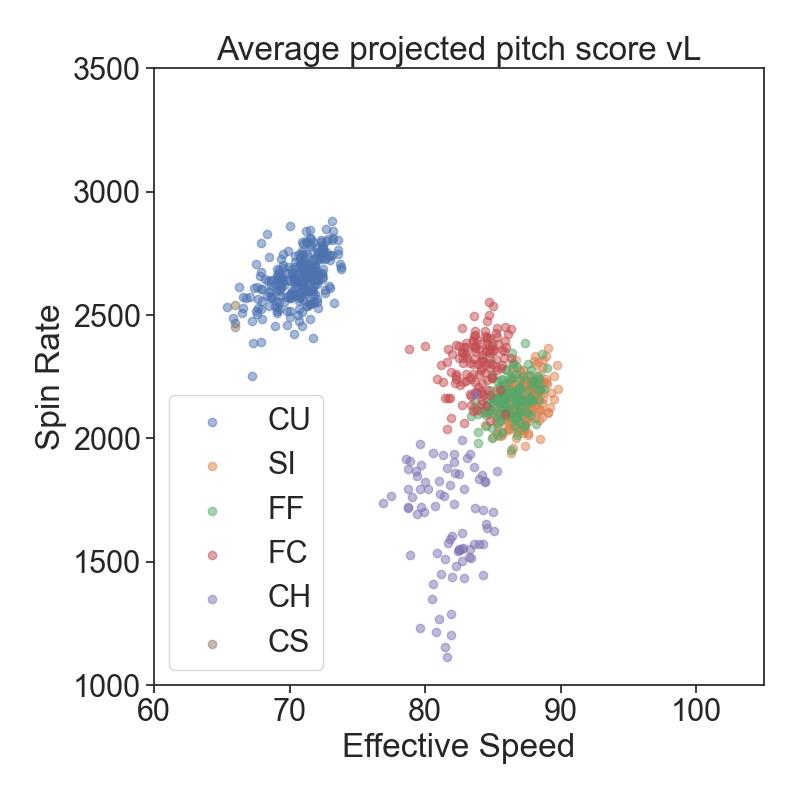 Average projected pitch score vL
3500
3000
2500
2000
1500
1000
Spin Rate
CU
SI
FF
FC
CH
CS
60 70 80 90 100
Effective Speed